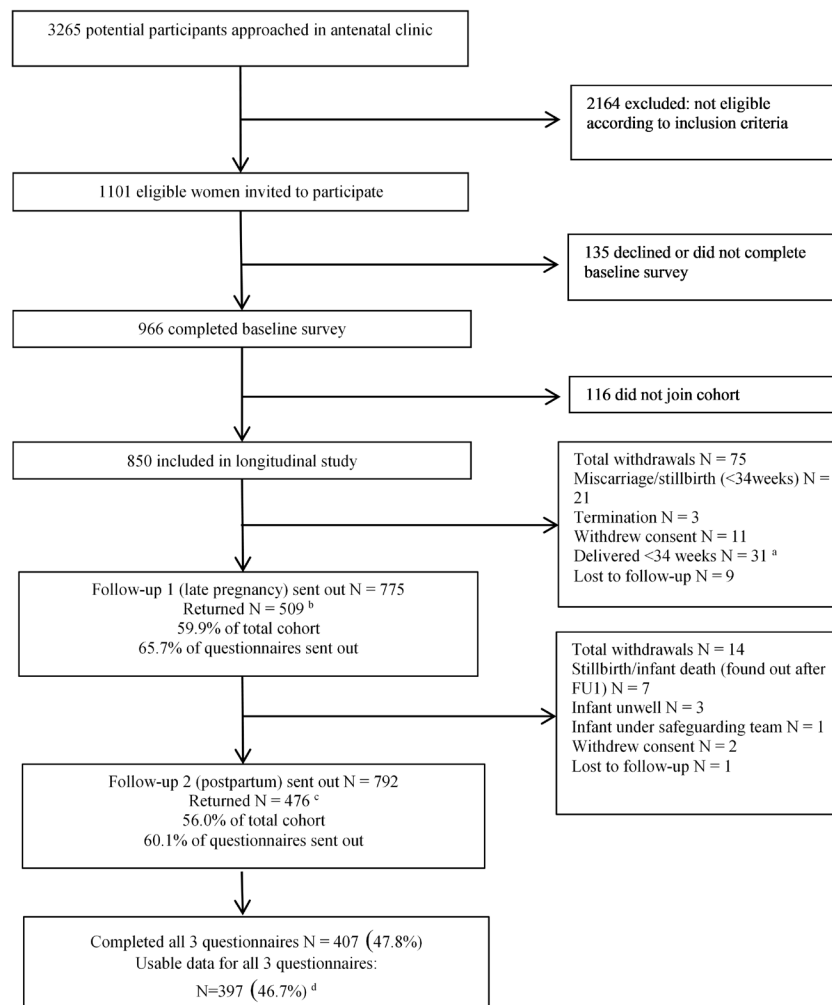 3265 potential participants approached in antenatal clinic
2164 excluded: not eligible
according to inclusion criteria
1101 eligible women invited to participate
135 declined or did not complete
baseline survey
966 completed baseline survey
116 did not join cohort
850 included in longitudinal study
Total withdrawals N = 75
Miscarriage/stillbirth (<34weeks) N =
21
Termination N = 3
Withdrew consent N = 11
Delivered <34 weeks N = 31 a
Lost to follow-up N = 9
Follow-up 1 (late pregnancy) sent out N = 775
Returned N = 509 b
59.9% of total cohort
65.7% of questionnaires sent out
Total withdrawals N = 14
Stillbirth/infant death (found out after
FU1) N = 7
Infant unwell N = 3
Infant under safeguarding team N = 1
Withdrew consent N = 2
Lost to follow-up N = 1
Follow-up 2 (postpartum) sent out N = 792
Returned N = 476 c
56.0% of total cohort
60.1% of questionnaires sent out
Completed all 3 questionnaires N = 407 (47.8%)
Usable data for all 3 questionnaires:
N=397 (46.7%) d